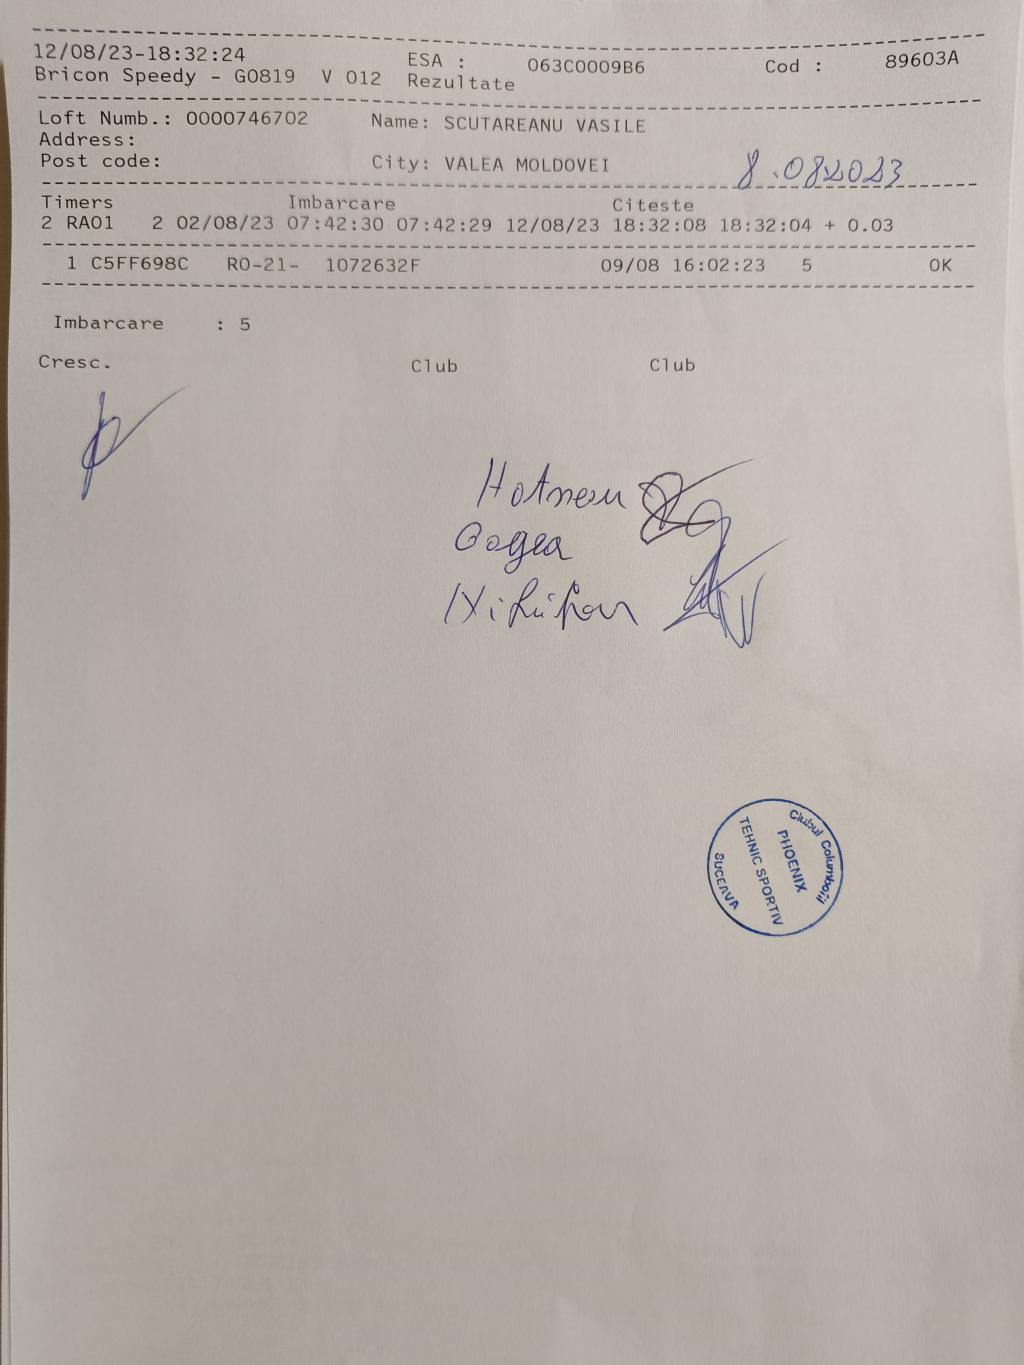 12/08/23-18:32:24 ESA : 063C0009B6 Cod : 89603A
Bricon Speedy - G0819 V 012 Rezultate
Loft Numb.: 0000746702 Name: SCUTAREANU VASILE
Address:
Post code: City: VALEA MOLDOVEI 8.082023
Timers Imbarcare Citeste
2 RA01 2 02/08/23 07:42:30 07:42:29 12/08/23 18:32:08 18:32:04 + 0.03
1 C5FF698C RO-21- 1072632F 09/08 16:02:23 5 OK
Imbarcare : 5
Cresc. Club Club
Gogea
Clubul Columbofil
PHOENIX
TEHNIC SPORTIV
SUCEAVA